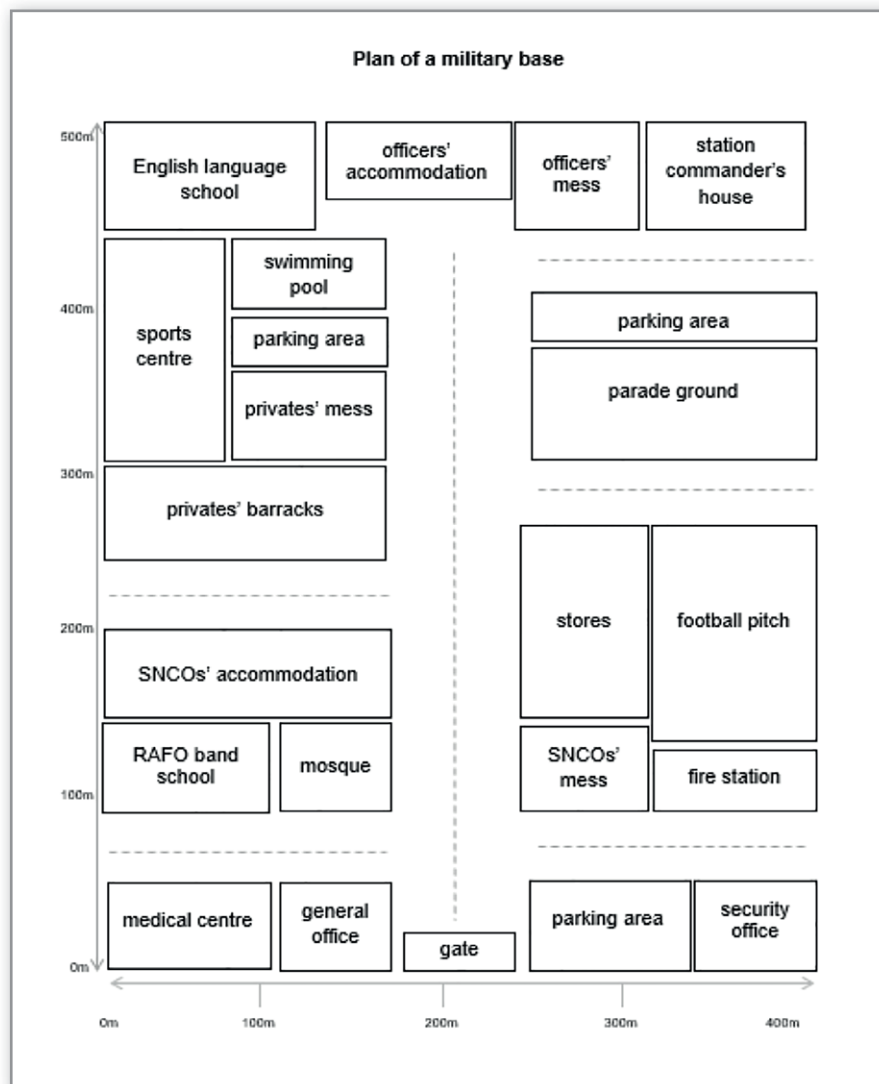 Plan of a military base
500m
English language
school
officers'
accommodation
officers'
mess
station
commander's
house
swimming
pool
400m
sports
centre
parking area
parking area
privates' mess
parade ground
300m
privates' barracks
stores
football pitch
200m
SNCOs' accommodation
RAFO band
school
mosque
SNCOs'
mess
fire station
100m
medical centre
general
office
gate
parking area
security
office
0m
0m
100m
200m
300m
400m